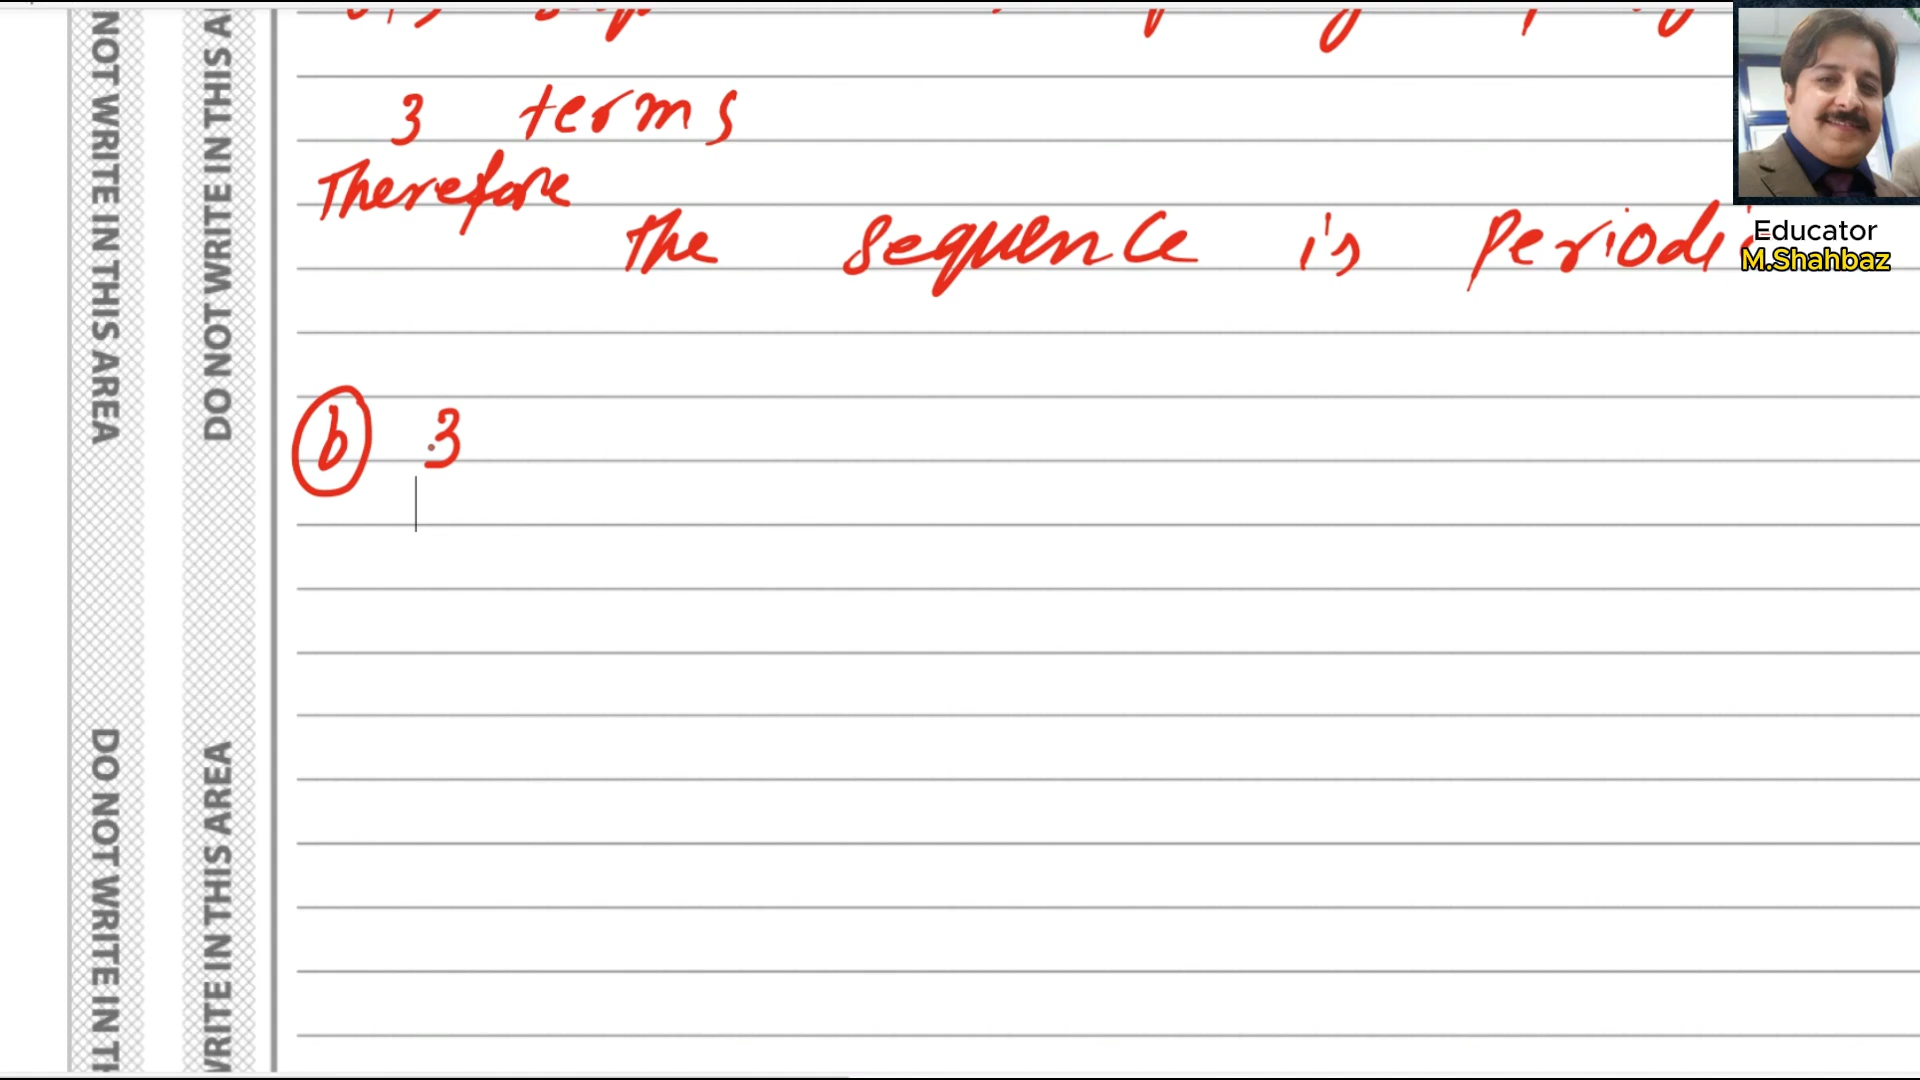 3 terms
Therefore
the sequence is periodi
Educator
M.Shahbaz
b 3
NOT WRITE IN THIS AREA
DO NOT WRITE IN THIS A
DO NOT WRITE IN TH
WRITE IN THIS AREA